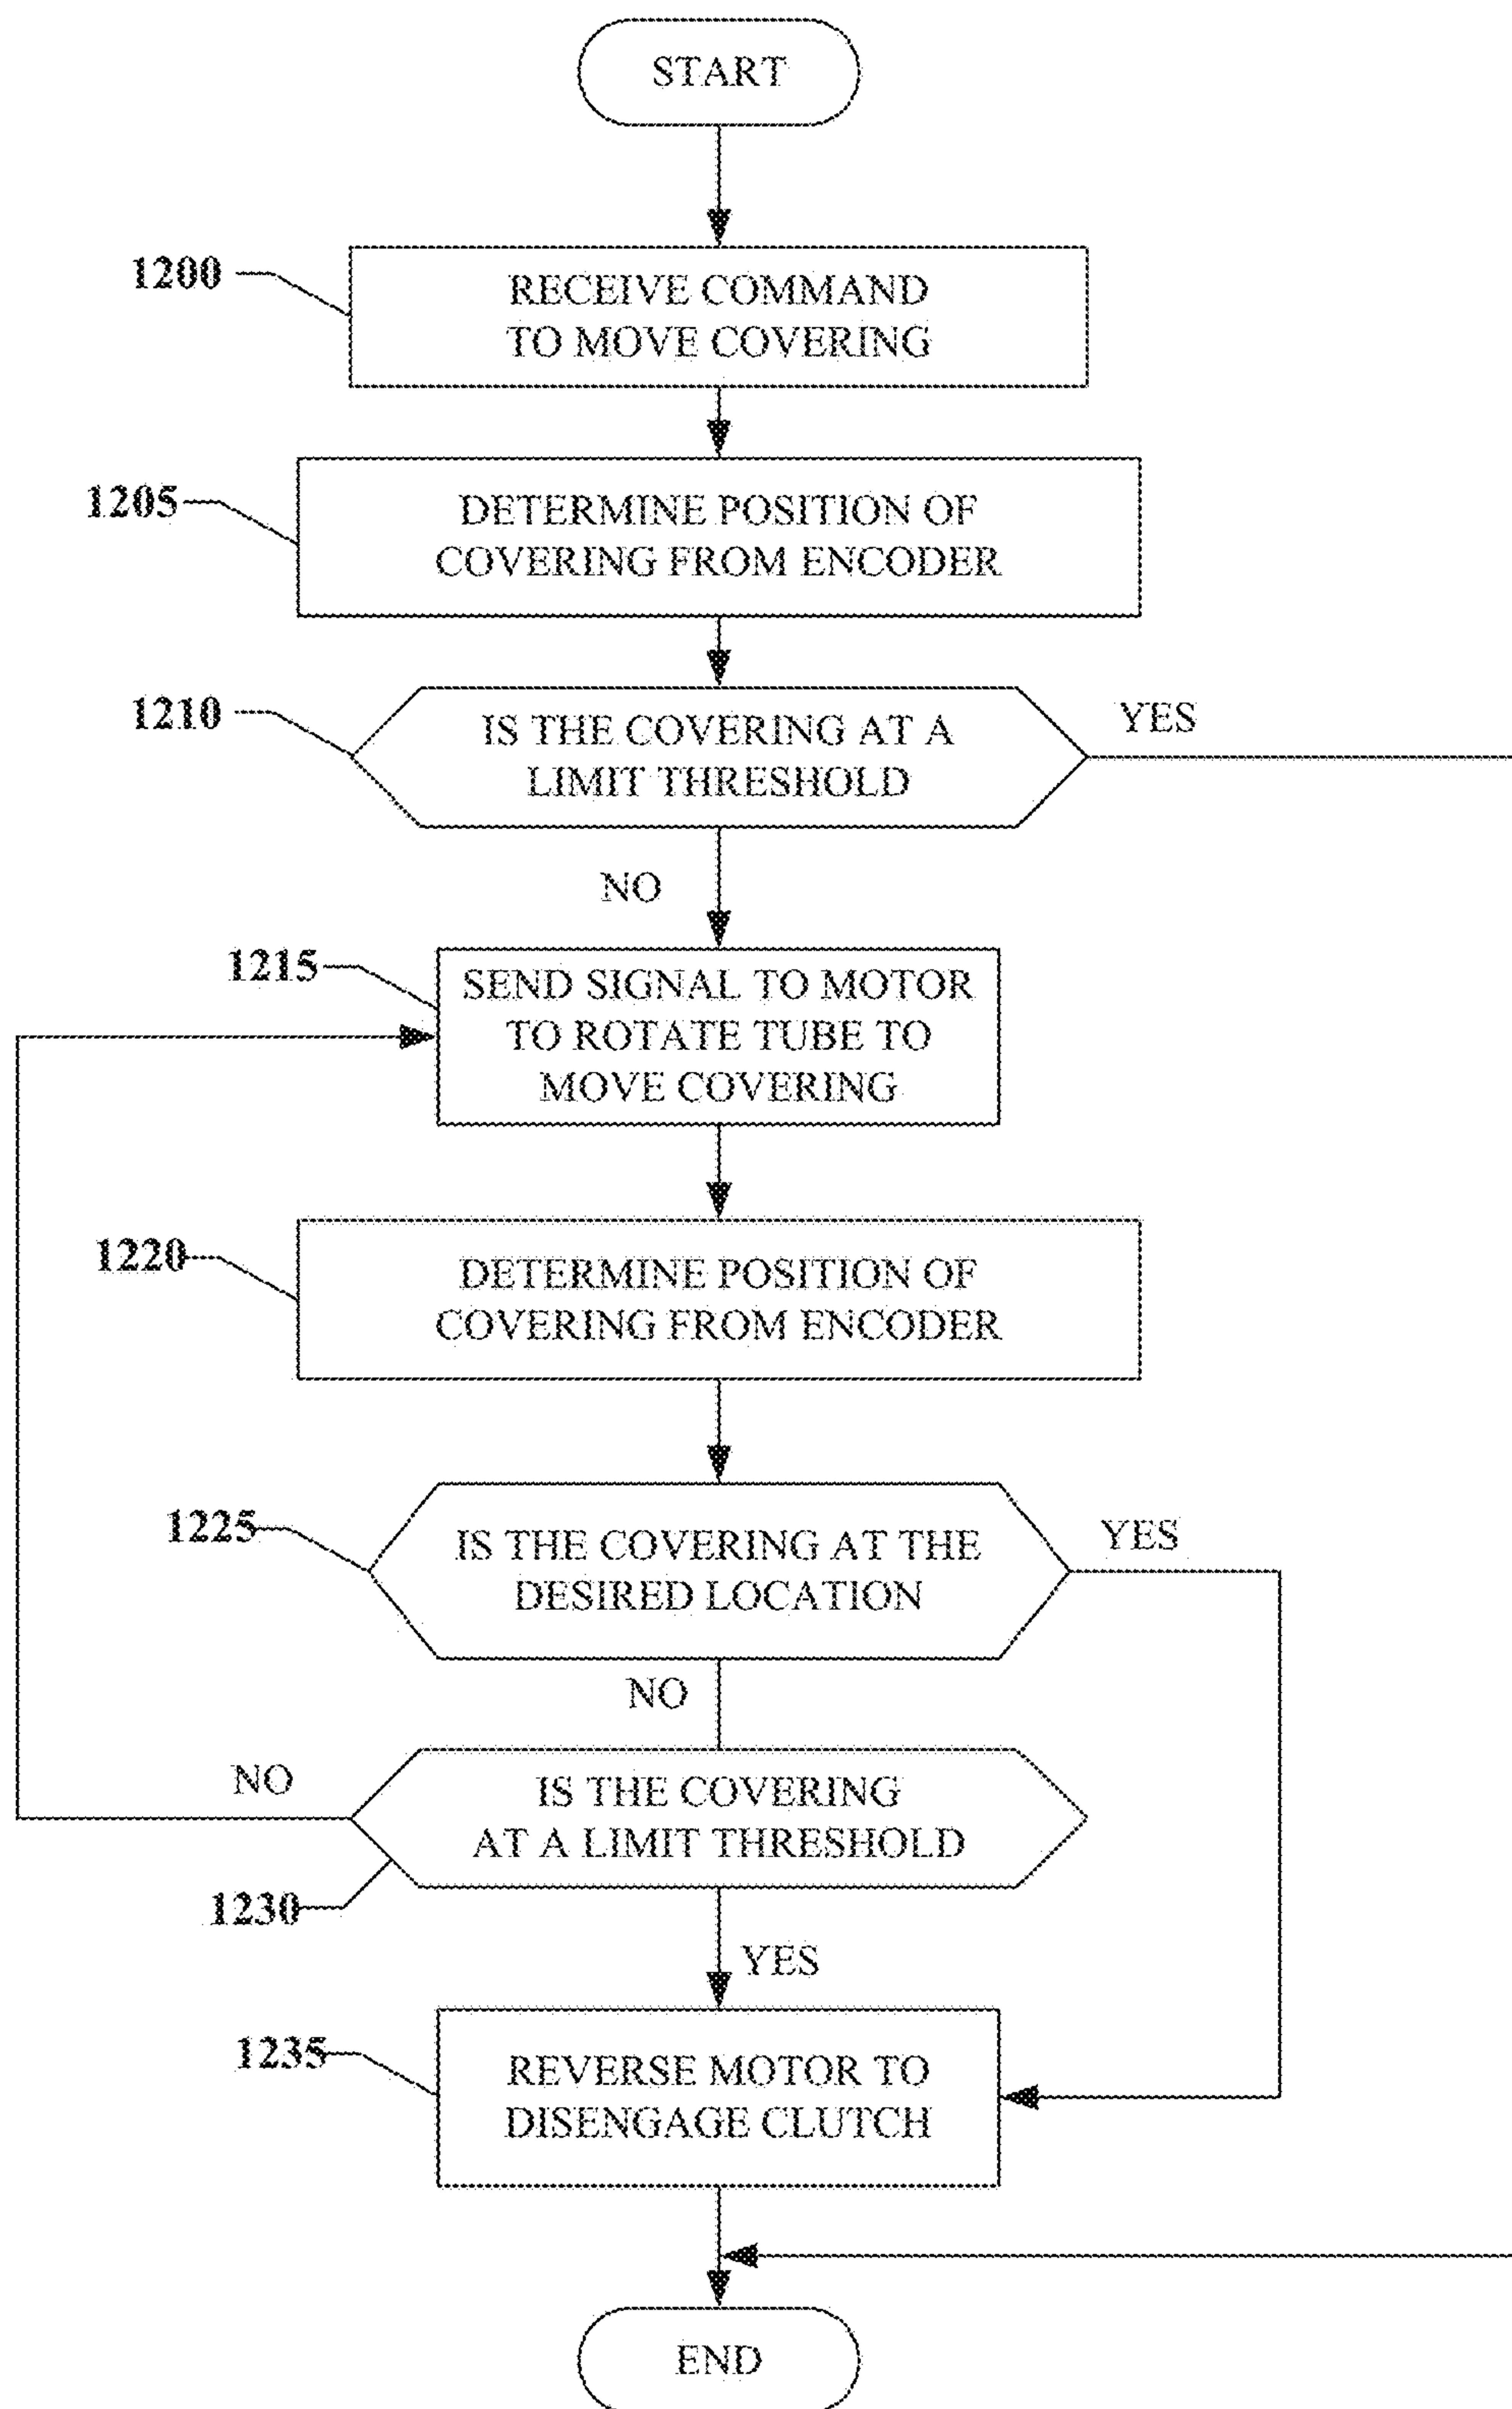 START
1200
RECEIVE COMMAND
TO MOVE COVERING
1205
DETERMINE POSITION OF
COVERING FROM ENCODER
1210
IS THE COVERING AT A
LIMIT THRESHOLD
YES
NO
1215
SEND SIGNAL TO MOTOR
TO ROTATE TUBE TO
MOVE COVERING
1220
DETERMINE POSITION OF
COVERING FROM ENCODER
1225
IS THE COVERING AT THE
DESIRED LOCATION
YES
NO
NO
IS THE COVERING
AT A LIMIT THRESHOLD
1230
YES
1235
REVERSE MOTOR TO
DISENGAGE CLUTCH
END